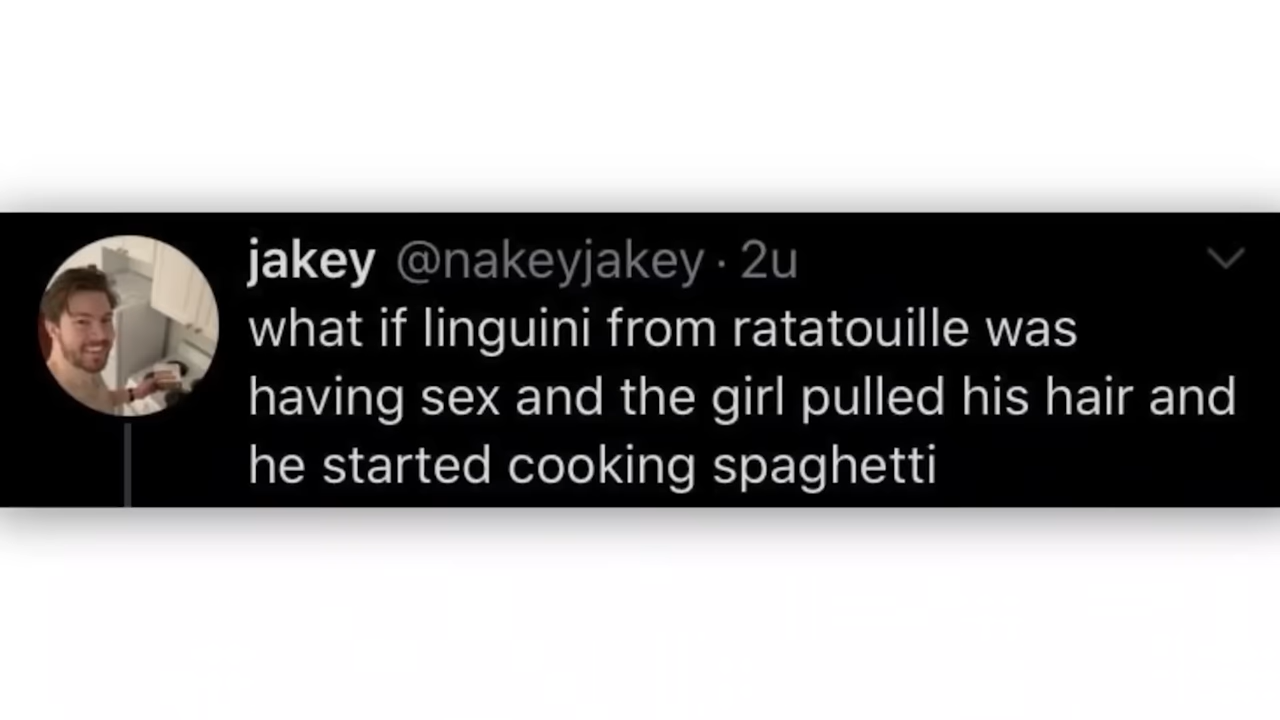 jakey @nakeyjakey · 2u
what if linguini from ratatouille was
having sex and the girl pulled his hair and
he started cooking spaghetti